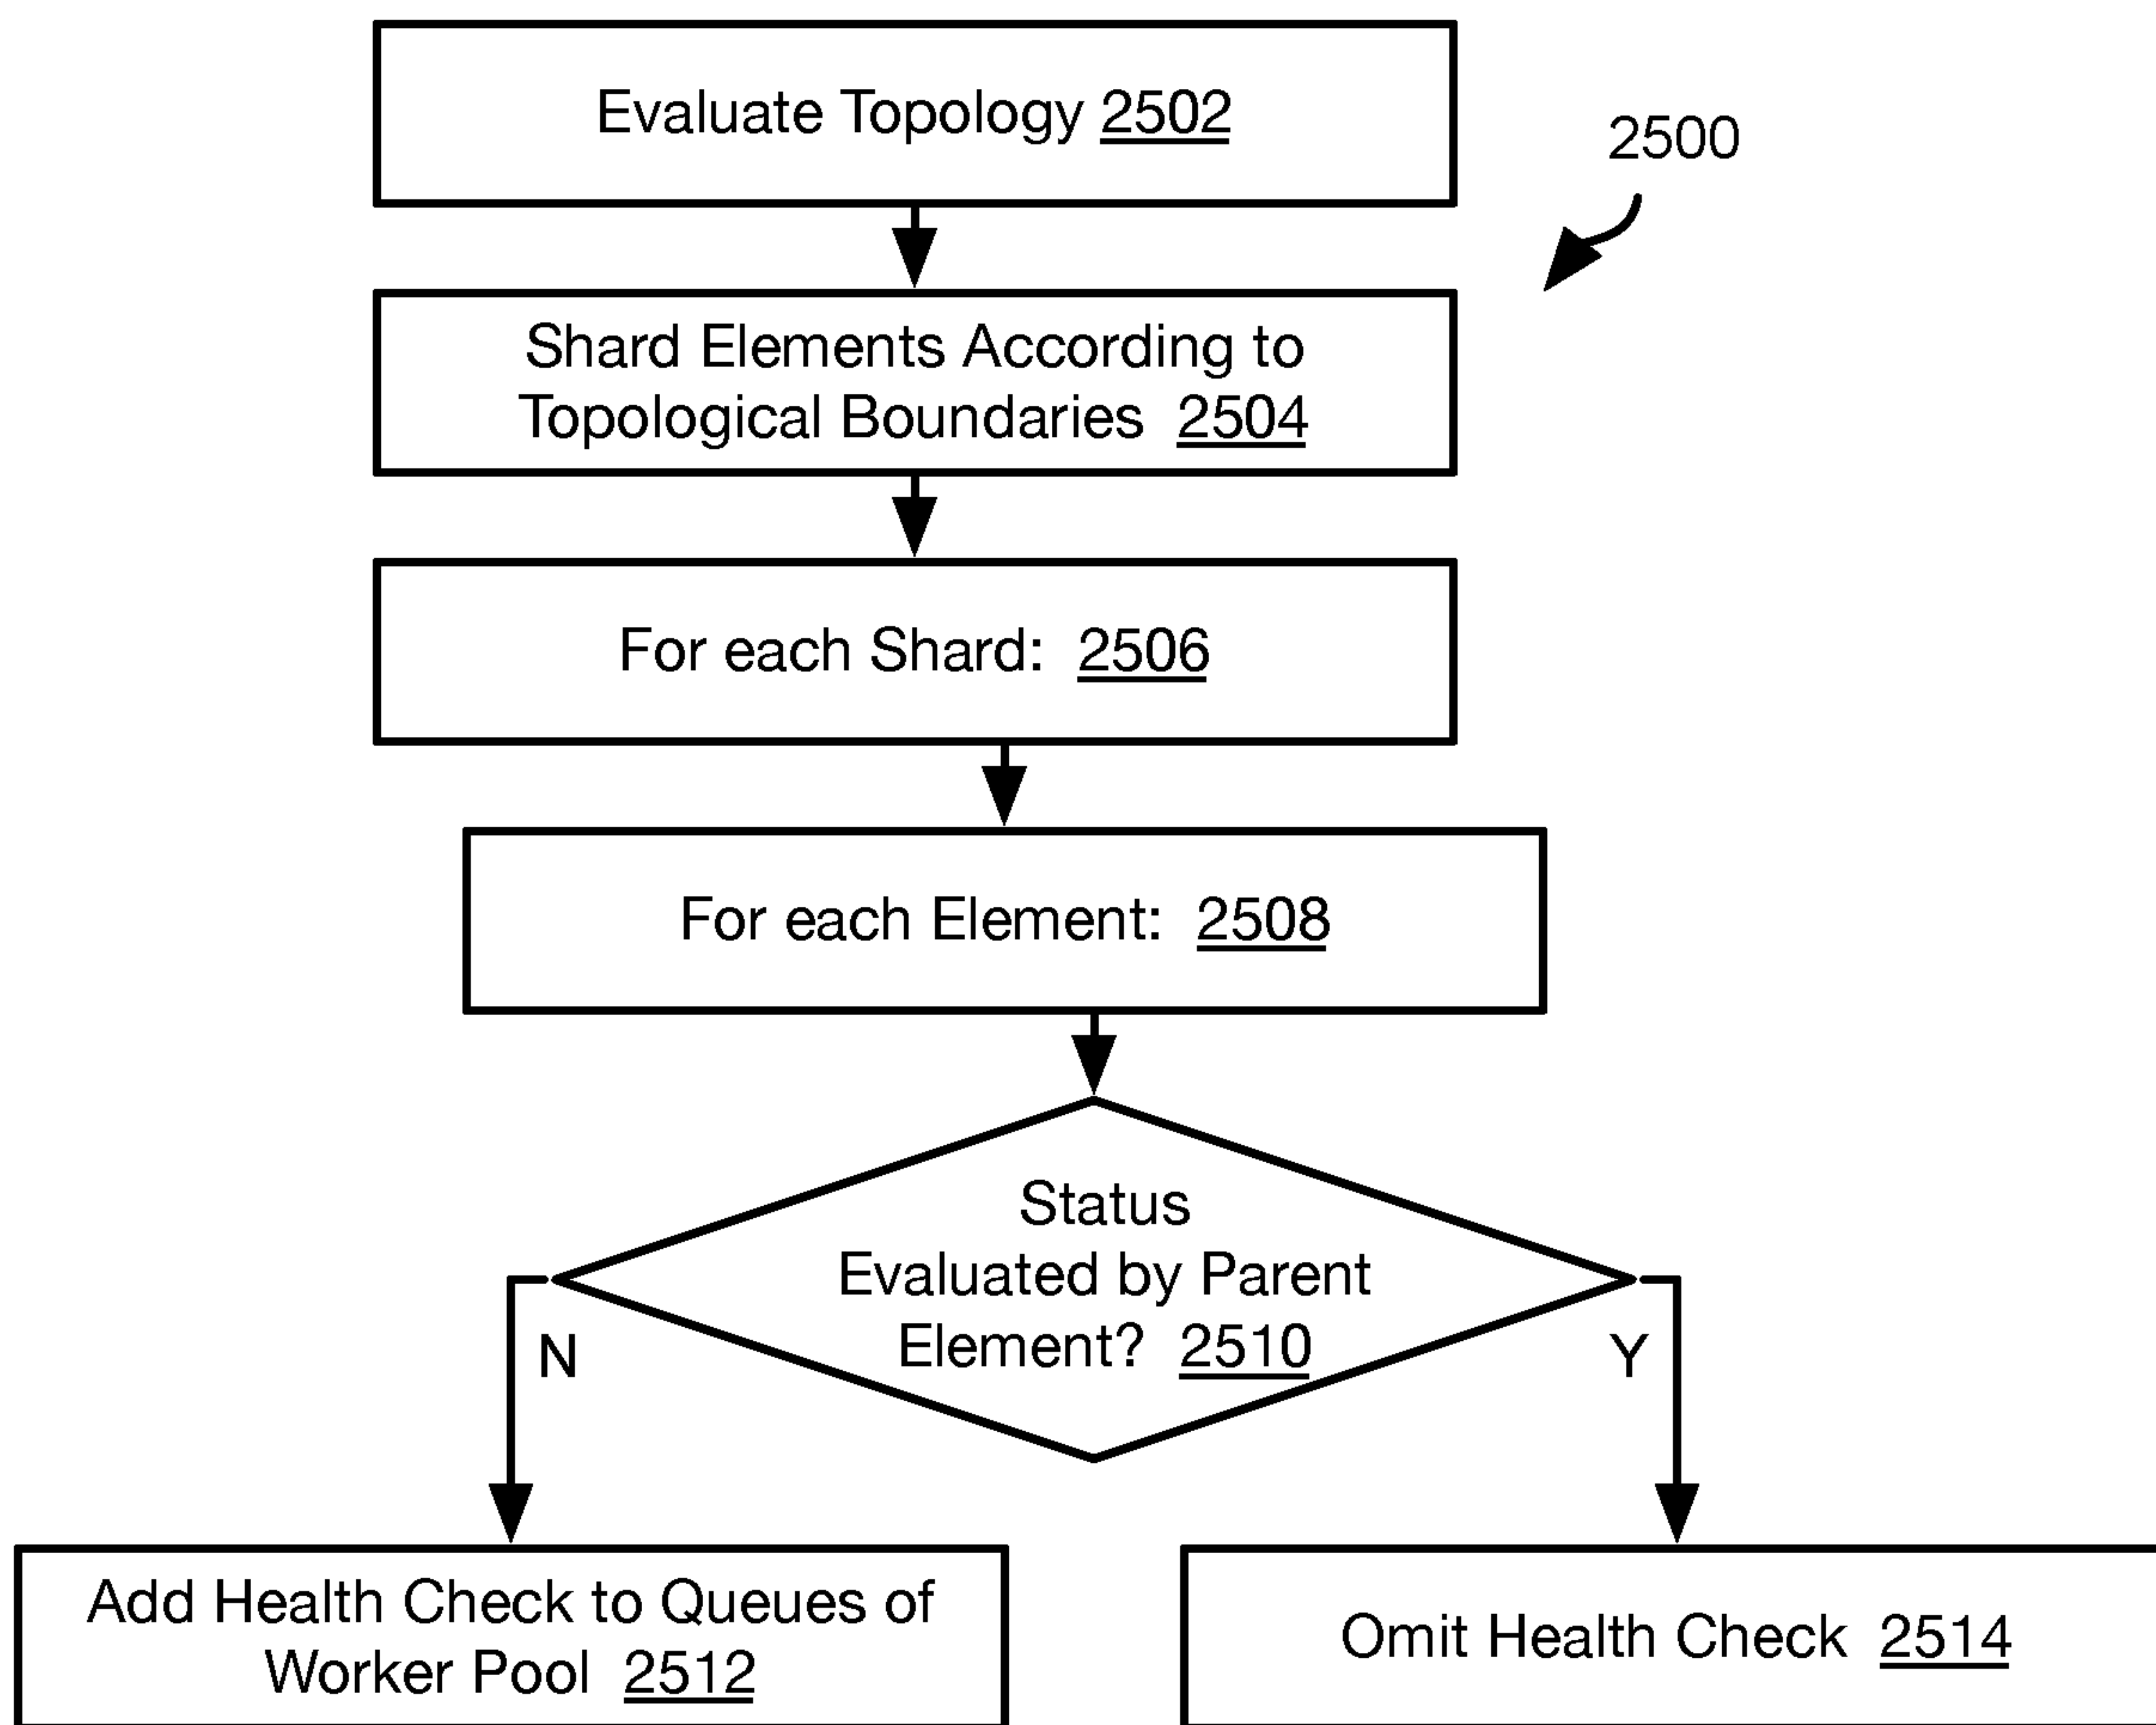 Evaluate Topology 2502
2500
Shard Elements According to
Topological Boundaries 2504
For each Shard: 2506
For each Element: 2508
Status
Evaluated by Parent
Element? 2510
N
Y
Add Health Check to Queues of
Worker Pool 2512
Omit Health Check 2514